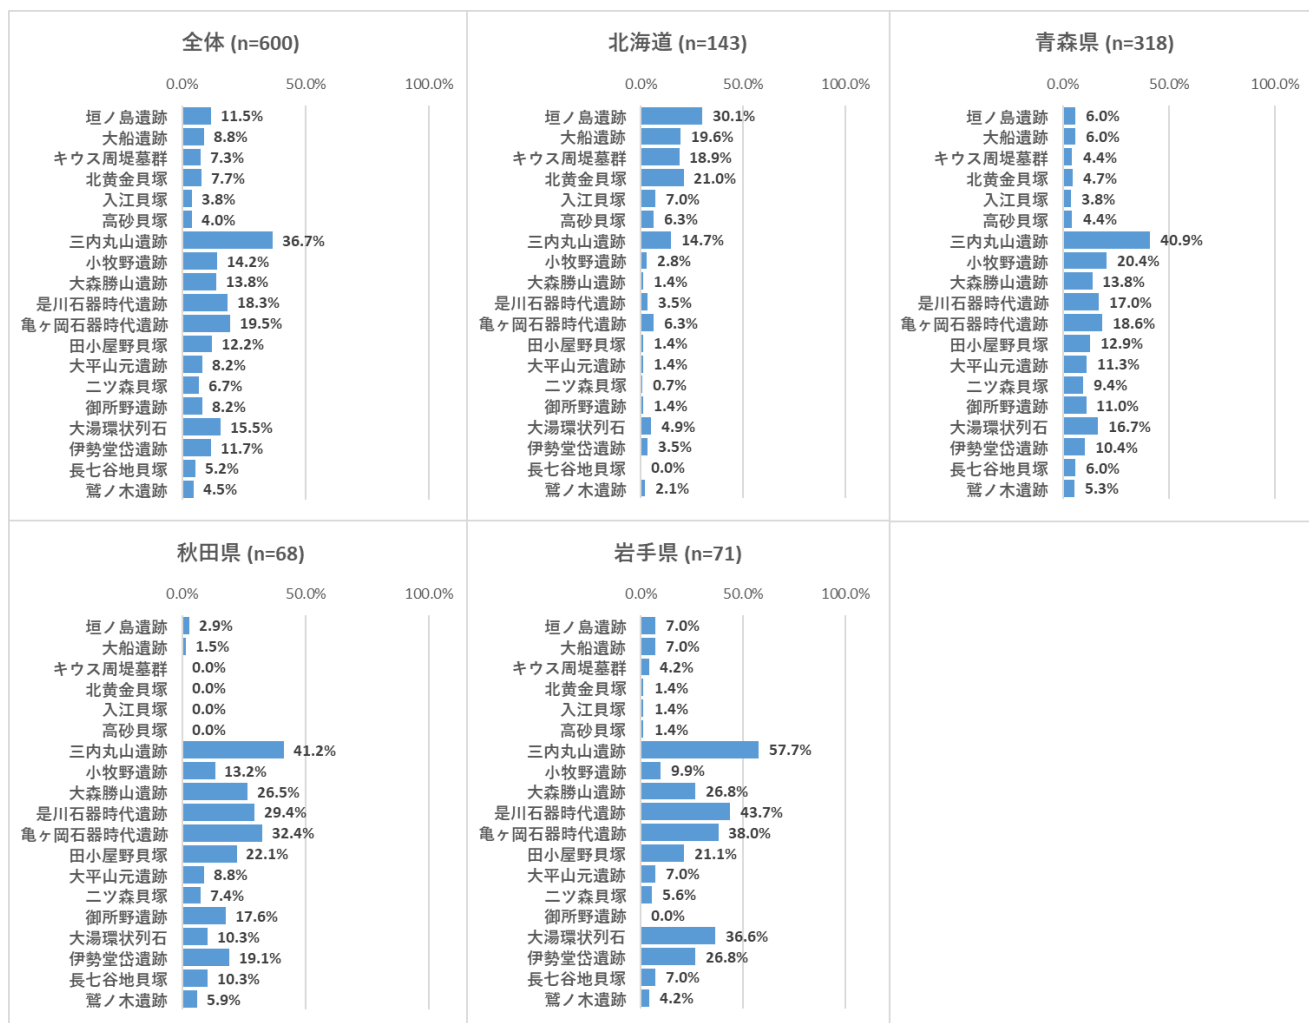 全体 (n=600)
0.0% 50.0% 100.0%
垣ノ島遺跡 11.5%
大船遺跡 8.8%
キウス周堤墓群 7.3%
北黄金貝塚 7.7%
入江貝塚 3.8%
高砂貝塚 4.0%
三内丸山遺跡 36.7%
小牧野遺跡 14.2%
大森勝山遺跡 13.8%
是川石器時代遺跡 18.3%
亀ヶ岡石器時代遺跡 19.5%
田小屋野貝塚 12.2%
大平山元遺跡 8.2%
二ツ森貝塚 6.7%
御所野遺跡 8.2%
大湯環状列石 15.5%
伊勢堂岱遺跡 11.7%
長七谷地貝塚 5.2%
鷲ノ木遺跡 4.5%
北海道 (n=143)
0.0% 50.0% 100.0%
垣ノ島遺跡 30.1%
大船遺跡 19.6%
キウス周堤墓群 18.9%
北黄金貝塚 21.0%
入江貝塚 7.0%
高砂貝塚 6.3%
三内丸山遺跡 14.7%
小牧野遺跡 2.8%
大森勝山遺跡 1.4%
是川石器時代遺跡 3.5%
亀ヶ岡石器時代遺跡 6.3%
田小屋野貝塚 1.4%
大平山元遺跡 1.4%
二ツ森貝塚 0.7%
御所野遺跡 1.4%
大湯環状列石 4.9%
伊勢堂岱遺跡 3.5%
長七谷地貝塚 0.0%
鷲ノ木遺跡 2.1%
青森県 (n=318)
0.0% 50.0% 100.0%
垣ノ島遺跡 6.0%
大船遺跡 6.0%
キウス周堤墓群 4.4%
北黄金貝塚 4.7%
入江貝塚 3.8%
高砂貝塚 4.4%
三内丸山遺跡 40.9%
小牧野遺跡 20.4%
大森勝山遺跡 13.8%
是川石器時代遺跡 17.0%
亀ヶ岡石器時代遺跡 18.6%
田小屋野貝塚 12.9%
大平山元遺跡 11.3%
二ツ森貝塚 9.4%
御所野遺跡 11.0%
大湯環状列石 16.7%
伊勢堂岱遺跡 10.4%
長七谷地貝塚 6.0%
鷲ノ木遺跡 5.3%
秋田県 (n=68)
0.0% 50.0% 100.0%
垣ノ島遺跡 2.9%
大船遺跡 1.5%
キウス周堤墓群 0.0%
北黄金貝塚 0.0%
入江貝塚 0.0%
高砂貝塚 0.0%
三内丸山遺跡 41.2%
小牧野遺跡 13.2%
大森勝山遺跡 26.5%
是川石器時代遺跡 29.4%
亀ヶ岡石器時代遺跡 32.4%
田小屋野貝塚 22.1%
大平山元遺跡 8.8%
二ツ森貝塚 7.4%
御所野遺跡 17.6%
大湯環状列石 10.3%
伊勢堂岱遺跡 19.1%
長七谷地貝塚 10.3%
鷲ノ木遺跡 5.9%
岩手県 (n=71)
0.0% 50.0% 100.0%
垣ノ島遺跡 7.0%
大船遺跡 7.0%
キウス周堤墓群 4.2%
北黄金貝塚 1.4%
入江貝塚 1.4%
高砂貝塚 1.4%
三内丸山遺跡 57.7%
小牧野遺跡 9.9%
大森勝山遺跡 26.8%
是川石器時代遺跡 43.7%
亀ヶ岡石器時代遺跡 38.0%
田小屋野貝塚 21.1%
大平山元遺跡 7.0%
二ツ森貝塚 5.6%
御所野遺跡 0.0%
大湯環状列石 36.6%
伊勢堂岱遺跡 26.8%
長七谷地貝塚 7.0%
鷲ノ木遺跡 4.2%